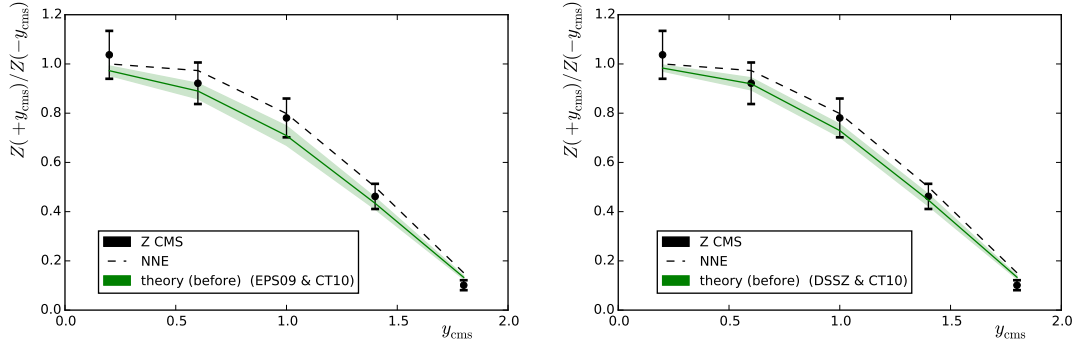 Z(+y_cms)/Z(−y_cms)
1.2
1.0
0.8
0.6
0.4
0.2
0.0
Z CMS
NNE
theory (before) (EPS09 & CT10)
0.0 0.5 1.0 1.5 2.0
y_cms
Z(+y_cms)/Z(−y_cms)
1.2
1.0
0.8
0.6
0.4
0.2
0.0
Z CMS
NNE
theory (before) (DSSZ & CT10)
0.0 0.5 1.0 1.5 2.0
y_cms